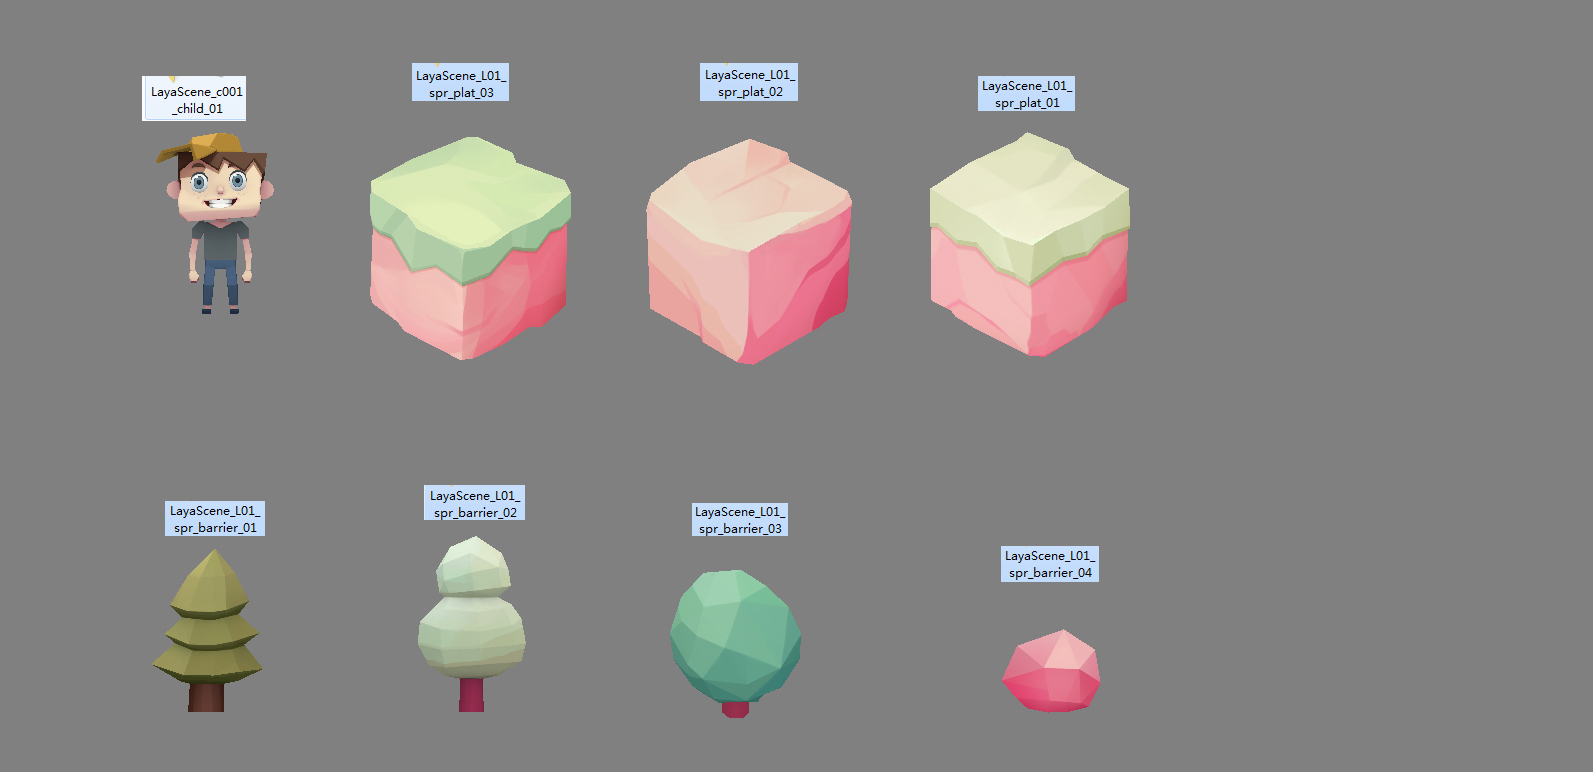 LayaScene_c001
_child_01
LayaScene_L01_
spr_plat_03
LayaScene_L01_
spr_plat_02
LayaScene_L01_
spr_plat_01
LayaScene_L01_
spr_barrier_01
LayaScene_L01_
spr_barrier_02
LayaScene_L01_
spr_barrier_03
LayaScene_L01_
spr_barrier_04